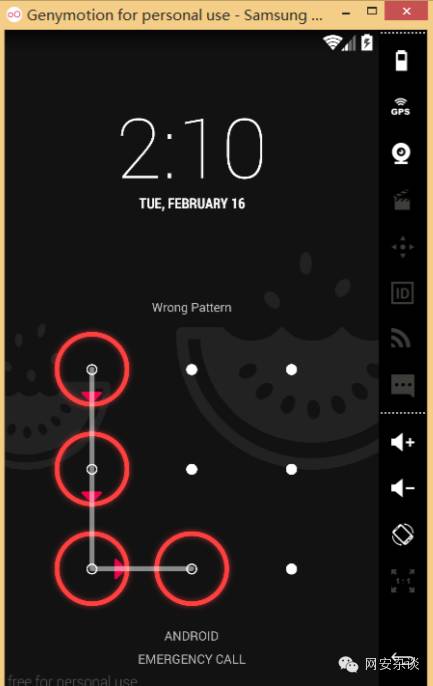 Genymotion for personal use - Samsung ...
GPS
2:10
TUE, FEBRUARY 16
ID
Wrong Pattern
1:1
ANDROID
EMERGENCY CALL
网安杂谈
free for personal use